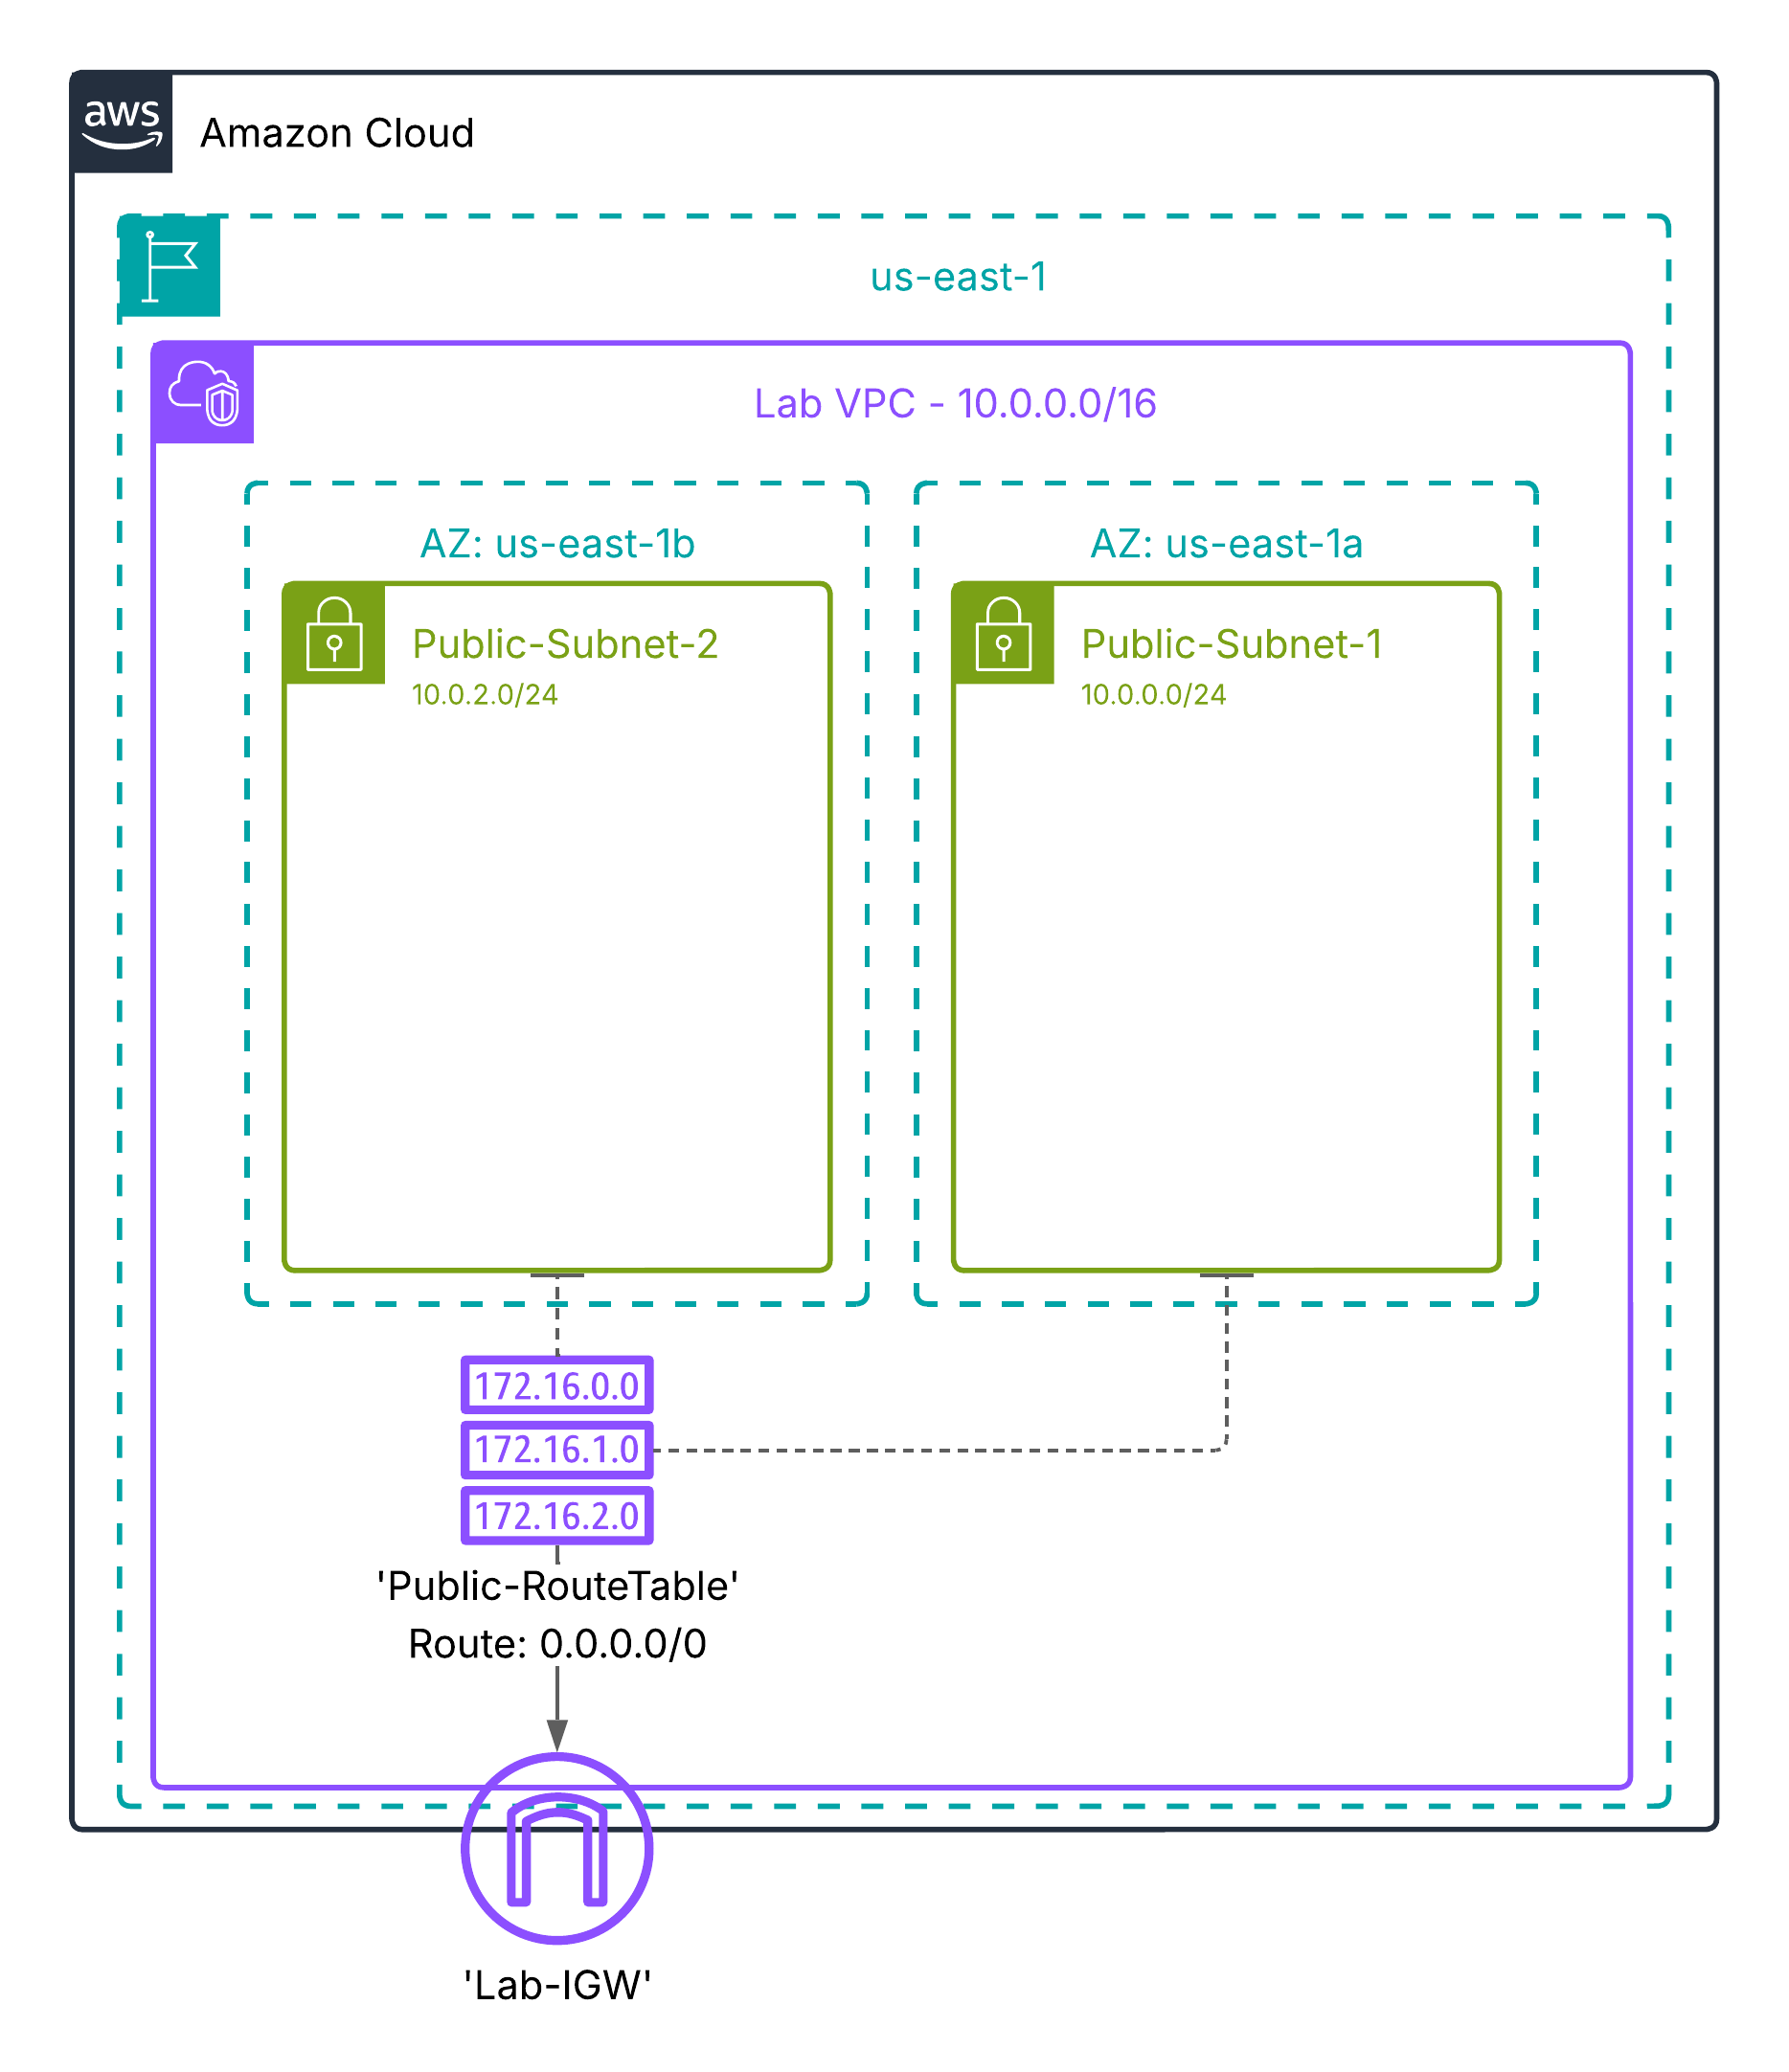 aws
Amazon Cloud
us-east-1
Lab VPC - 10.0.0.0/16
AZ: us-east-1b
Public-Subnet-2
10.0.2.0/24
AZ: us-east-1a
Public-Subnet-1
10.0.0.0/24
172.16.0.0
172.16.1.0
172.16.2.0
'Public-RouteTable'
Route: 0.0.0.0/0
'Lab-IGW'